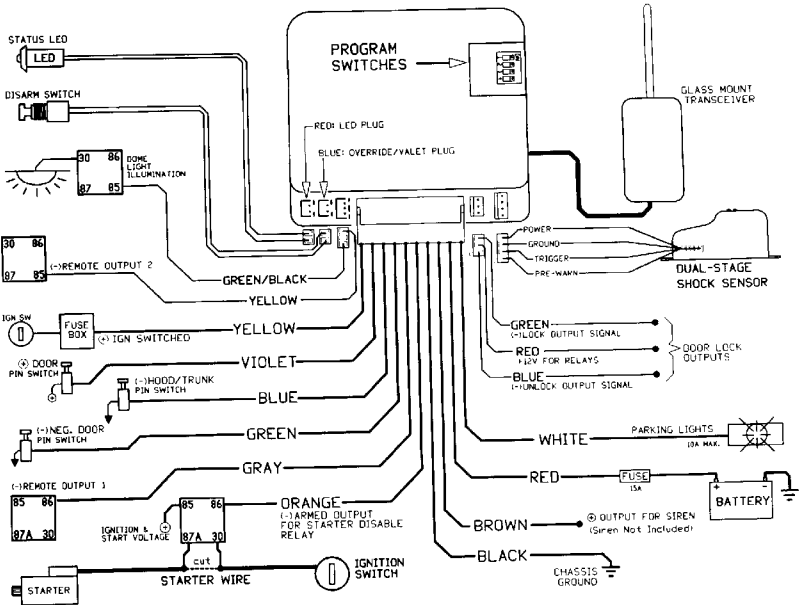 STATUS LED
LED
DISARM SWITCH
PROGRAM
SWITCHES
GLASS MOUNT
TRANSCEIVER
RED: LED PLUG
BLUE: OVERRIDE/VALET PLUG
30 86
87 85
DOME
LIGHT
ILLUMINATION
30 86
87 85
(-)REMOTE OUTPUT 2
GREEN/BLACK
YELLOW
POWER
GROUND
TRIGGER
PRE-WARN
DUAL-STAGE
SHOCK SENSOR
IGN SW
FUSE
BOX
(+) IGN SWITCHED
YELLOW
GREEN
(-)LOCK OUTPUT SIGNAL
RED
+12V FOR RELAYS
BLUE
(-)UNLOCK OUTPUT SIGNAL
DOOR LOCK
OUTPUTS
(+) DOOR
PIN SWITCH
(+)
VIOLET
(-)HOOD/TRUNK
PIN SWITCH
BLUE
(-)NEG. DOOR
PIN SWITCH
GREEN
WHITE
PARKING LIGHTS
10A MAX.
GRAY
(-)REMOTE OUTPUT 1
85 86
87A 30
RED
FUSE
15A
+ -
BATTERY
85 86
87A 30
(+)
IGNITION &
START VOLTAGE
ORANGE
(-)ARMED OUTPUT
FOR STARTER DISABLE
RELAY
BROWN
(+) OUTPUT FOR SIREN
(Siren Not Included)
BLACK
CHASSIS
GROUND
cut
STARTER WIRE
IGNITION
SWITCH
STARTER